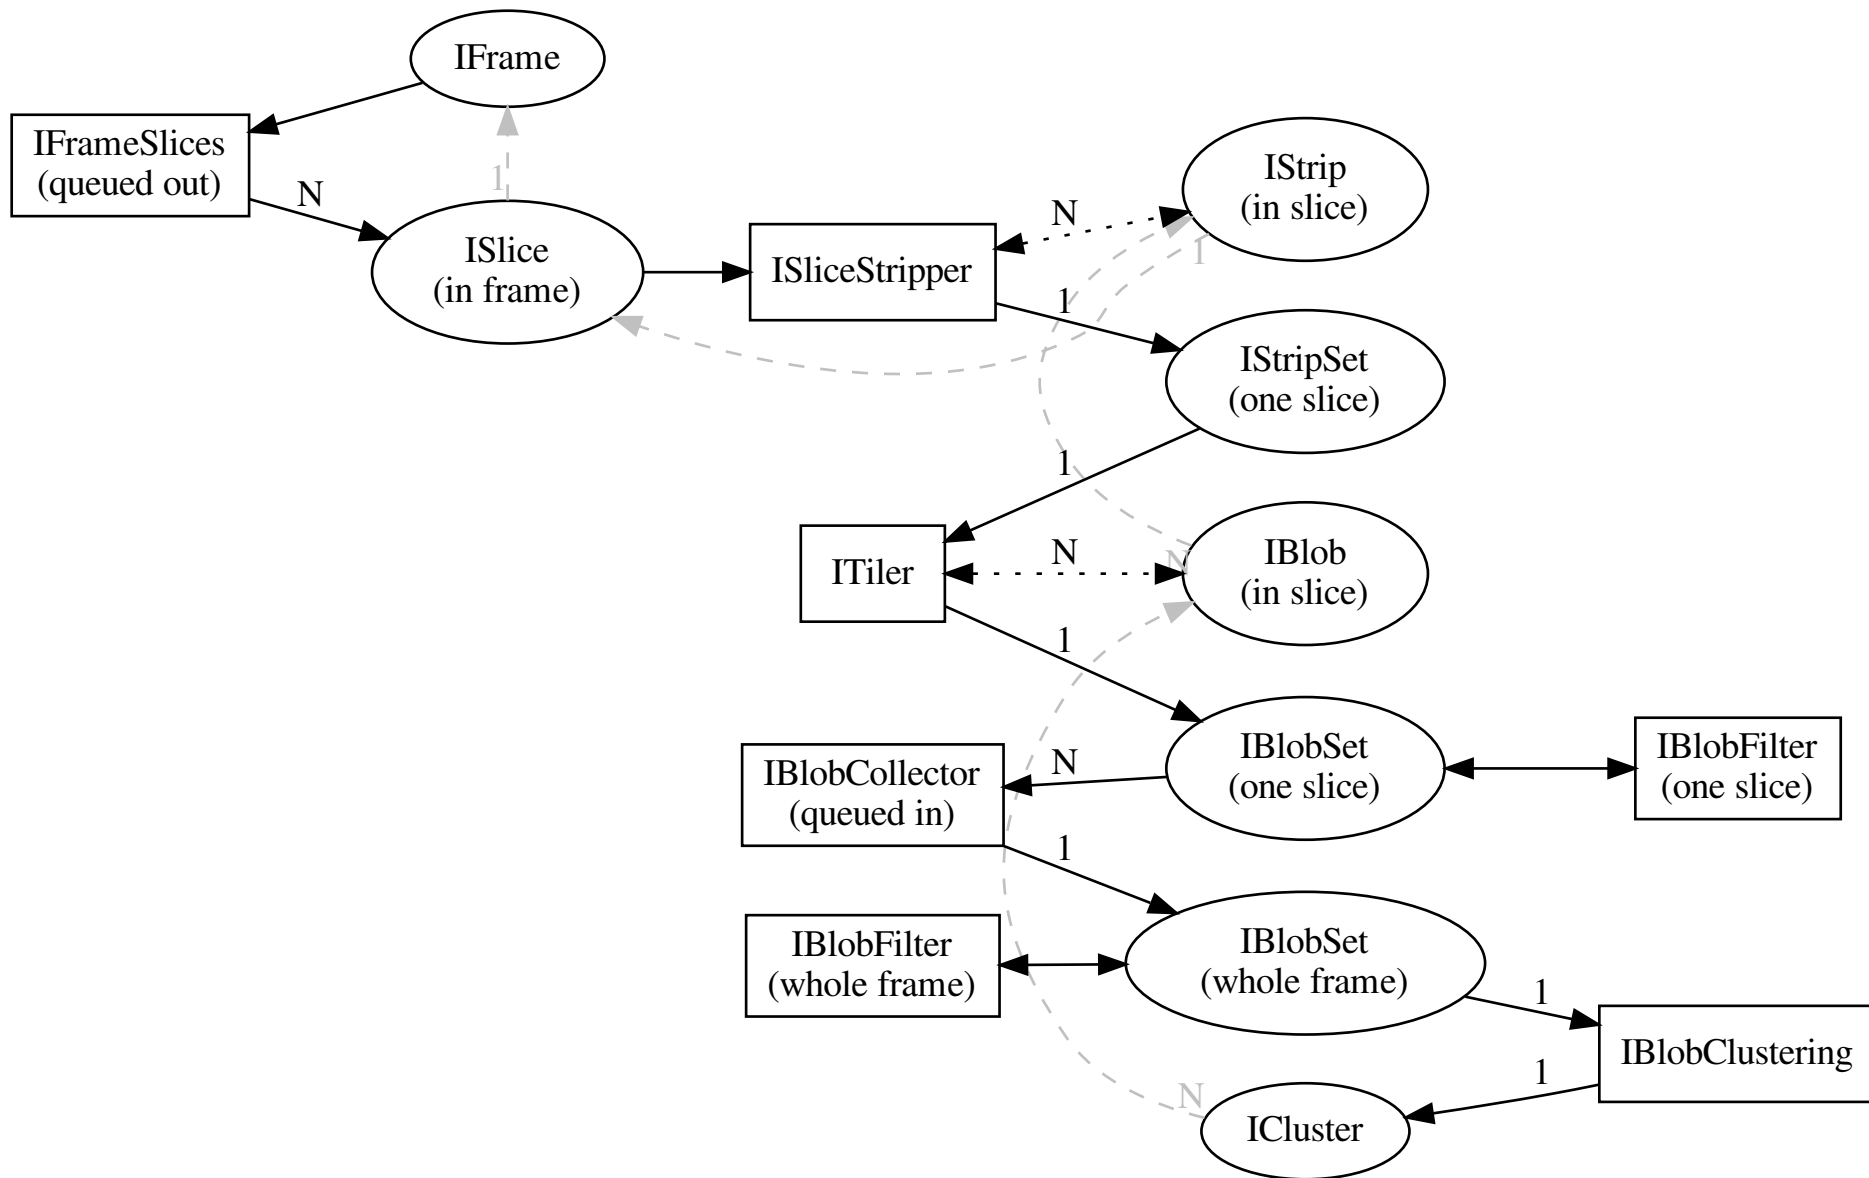 IFrame
IFrameSlices
(queued out)
N
1
ISlice
(in frame)
ISliceStripper
N
IStrip
(in slice)
1
1
IStripSet
(one slice)
1
ITiler
N
N
IBlob
(in slice)
1
IBlobCollector
(queued in)
N
IBlobSet
(one slice)
IBlobFilter
(one slice)
1
IBlobFilter
(whole frame)
IBlobSet
(whole frame)
1
IBlobClustering
1
N
ICluster